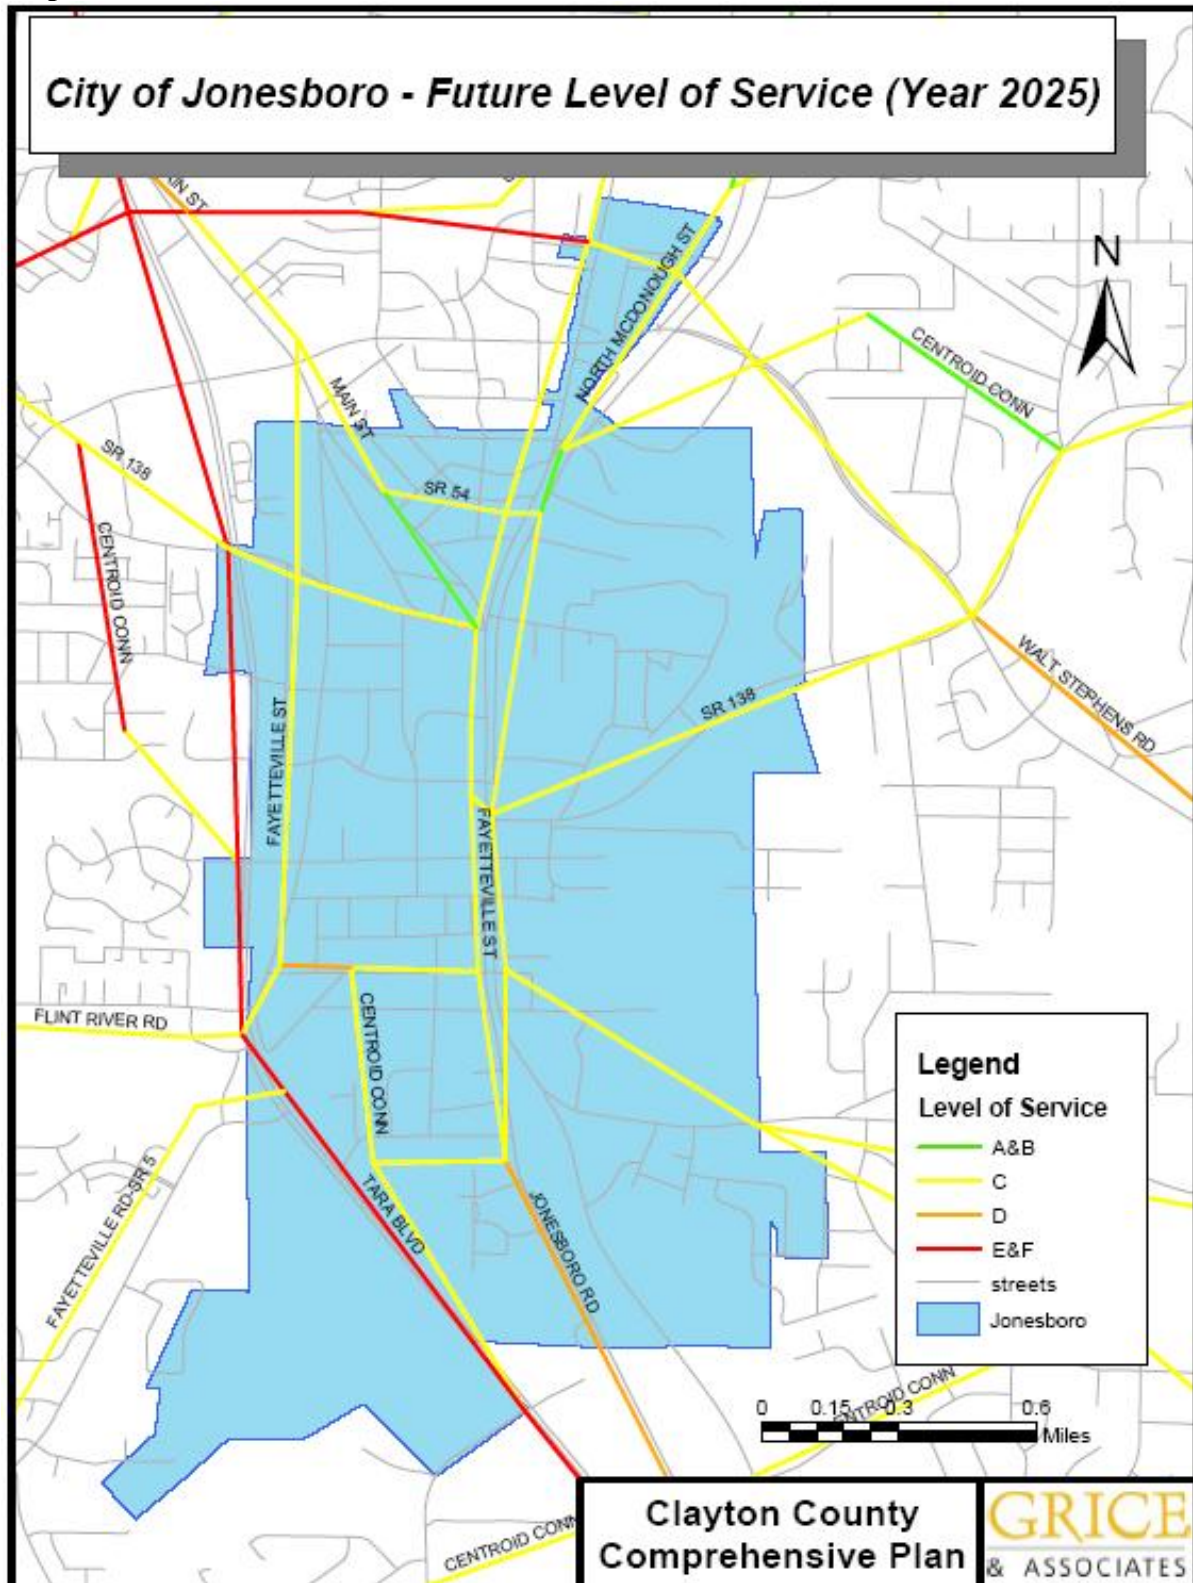 City of Jonesboro - Future Level of Service (Year 2025)
N
NORTH MCDONOUGH ST
CENTROID CONN
MAIN ST
SR 138
SR 54
CENTROID CONN
WALT STEPHENS RD
SR 138
FAYETTEVILLE ST
FAYETTEVILLE ST
FLINT RIVER RD
CENTROID CONN
TARA BLVD
JONESBORO RD
FAYETTEVILLE RD-SR 5
Legend
Level of Service
A&B
C
D
E&F
streets
Jonesboro
0 0.15 0.3 0.6
Miles
CENTROID CONN
Clayton County
Comprehensive Plan
GRICE
& ASSOCIATES